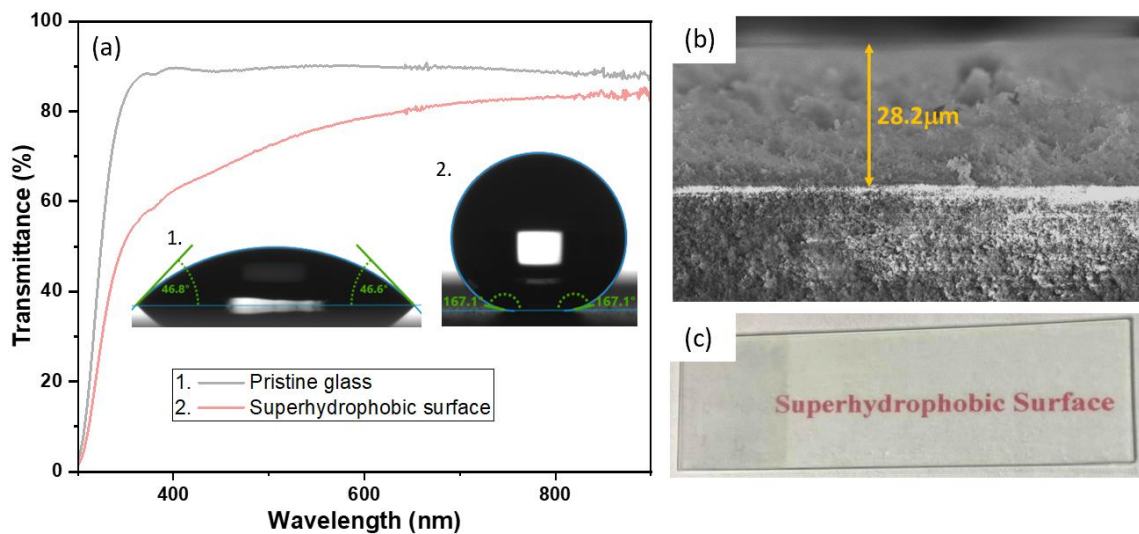 (a)
100
80
60
40
20
0
Transmittance (%)
400
600
800
Wavelength (nm)
1.
46.8°
46.6°
2.
167.1°
167.1°
1. Pristine glass
2. Superhydrophobic surface
(b)
28.2μm
(c)
Superhydrophobic Surface